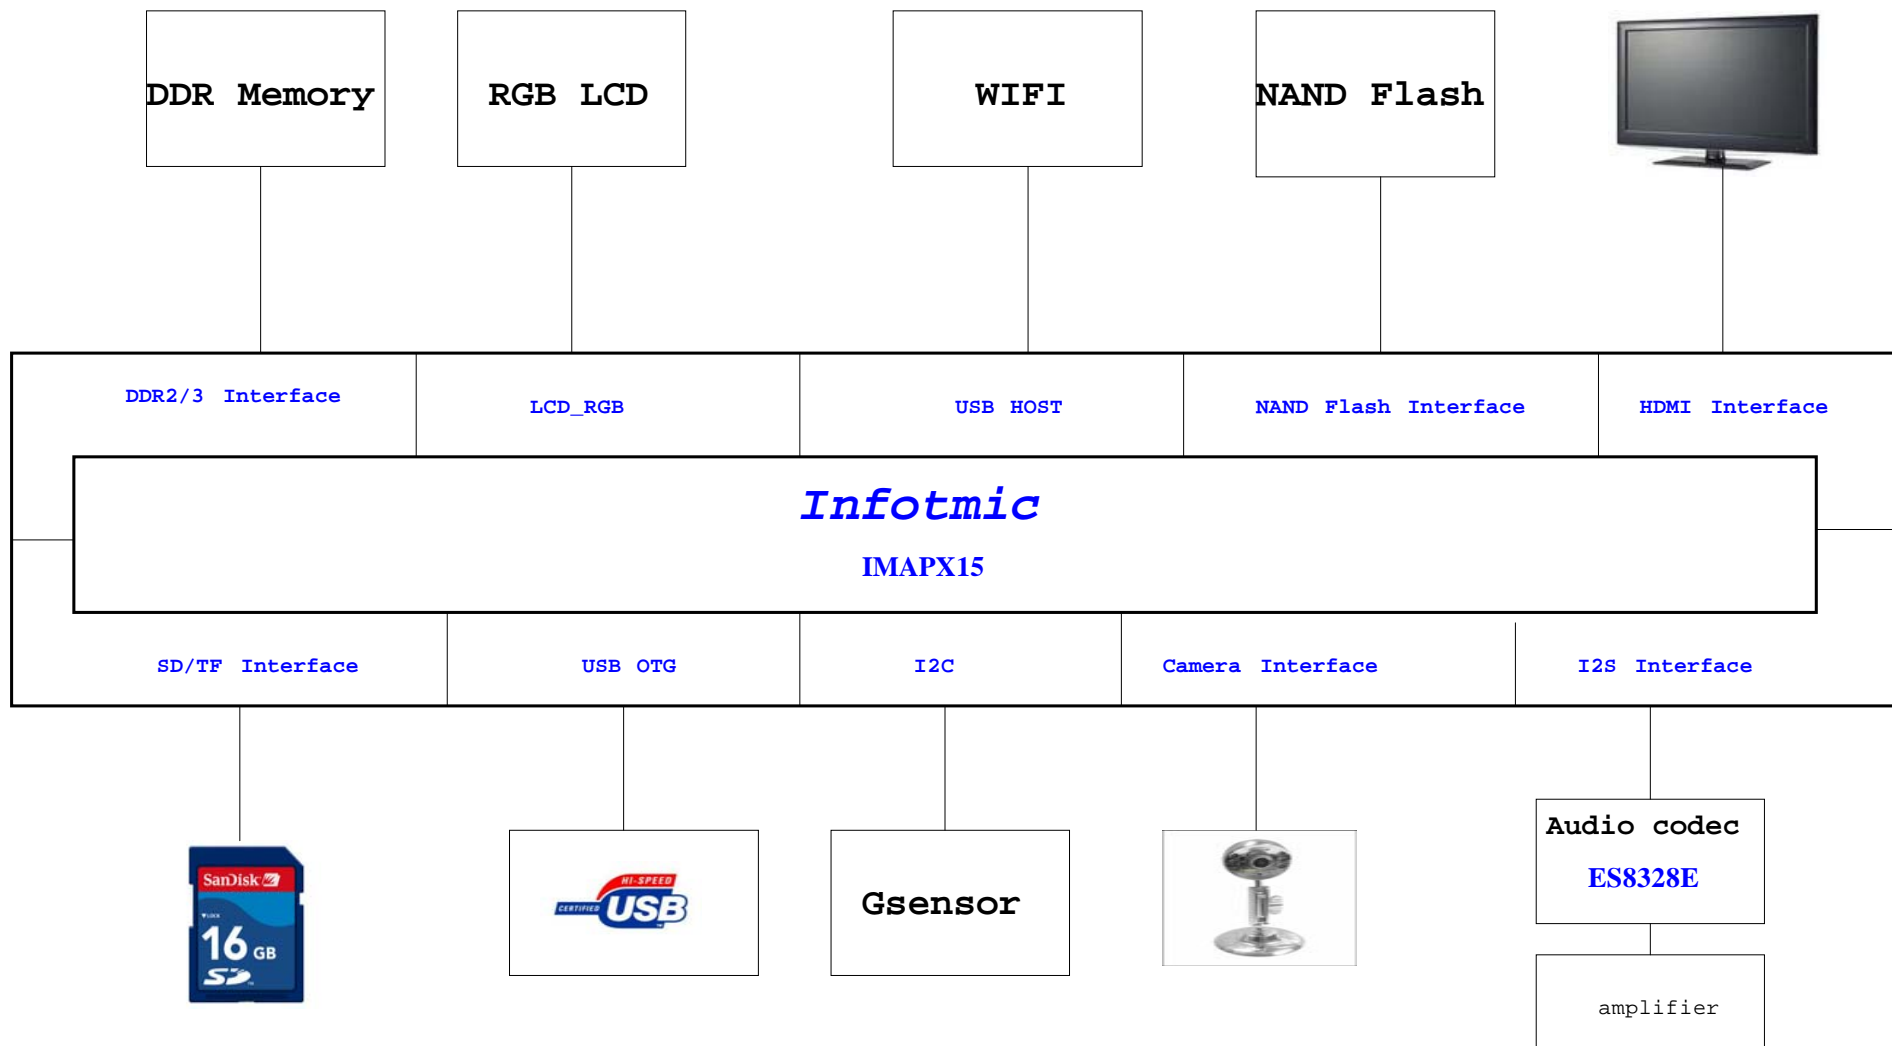 DDR Memory
RGB LCD
WIFI
NAND Flash
DDR2/3 Interface
LCD_RGB
USB HOST
NAND Flash Interface
HDMI Interface
Infotmic
IMAPX15
SD/TF Interface
USB OTG
I2C
Camera Interface
I2S Interface
SanDisk
LOCK
16 GB
SD
HI-SPEED
CERTIFIED USB
Gsensor
Audio codec
ES8328E
amplifier